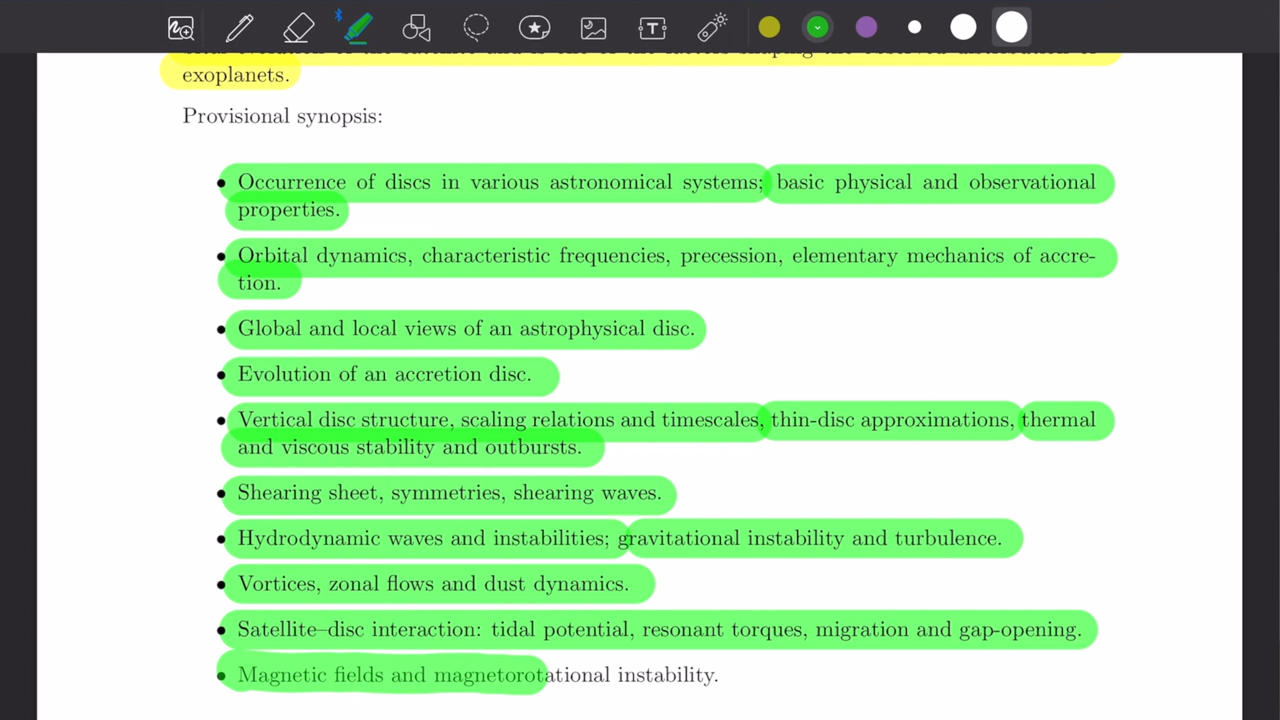 exoplanets.
Provisional synopsis:
• Occurrence of discs in various astronomical systems; basic physical and observational
properties.
• Orbital dynamics, characteristic frequencies, precession, elementary mechanics of accre-
tion.
• Global and local views of an astrophysical disc.
• Evolution of an accretion disc.
• Vertical disc structure, scaling relations and timescales, thin-disc approximations, thermal
and viscous stability and outbursts.
• Shearing sheet, symmetries, shearing waves.
• Hydrodynamic waves and instabilities; gravitational instability and turbulence.
• Vortices, zonal flows and dust dynamics.
• Satellite–disc interaction: tidal potential, resonant torques, migration and gap-opening.
• Magnetic fields and magnetorotational instability.